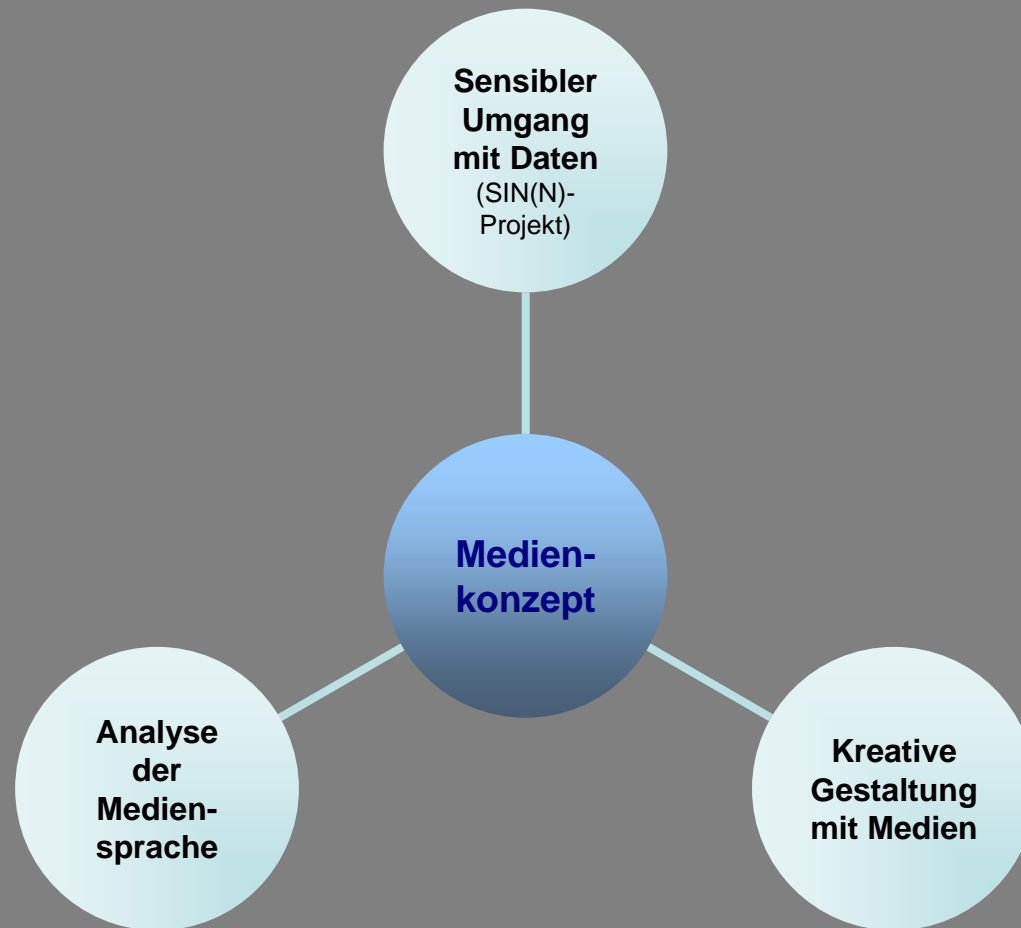 Sensibler
Umgang
mit Daten
(SIN(N)-
Projekt)
Medien-
konzept
Analyse
der
Medien-
sprache
Kreative
Gestaltung
mit Medien